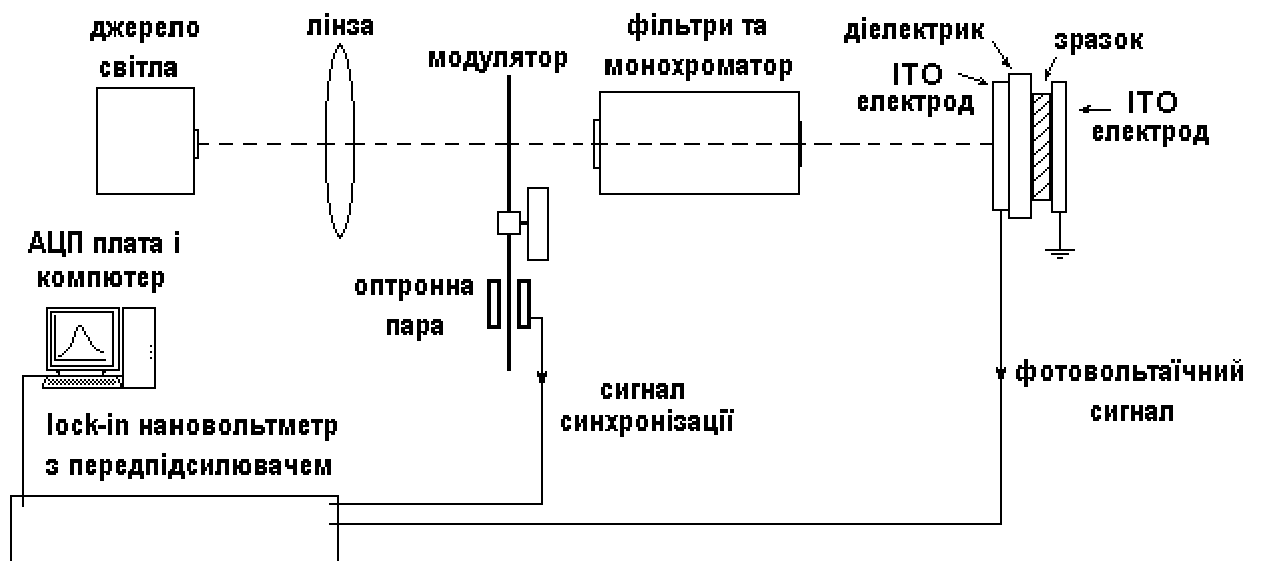 джерело
світла
лінза
модулятор
фільтри та
монохроматор
діелектрик
зразок
ІТО
електрод
ІТО
електрод
АЦП плата і
компютер
оптронна
пара
сигнал
синхронізації
фотовольтаїчний
сигнал
lock-in нановольтметр
з передпідсилювачем